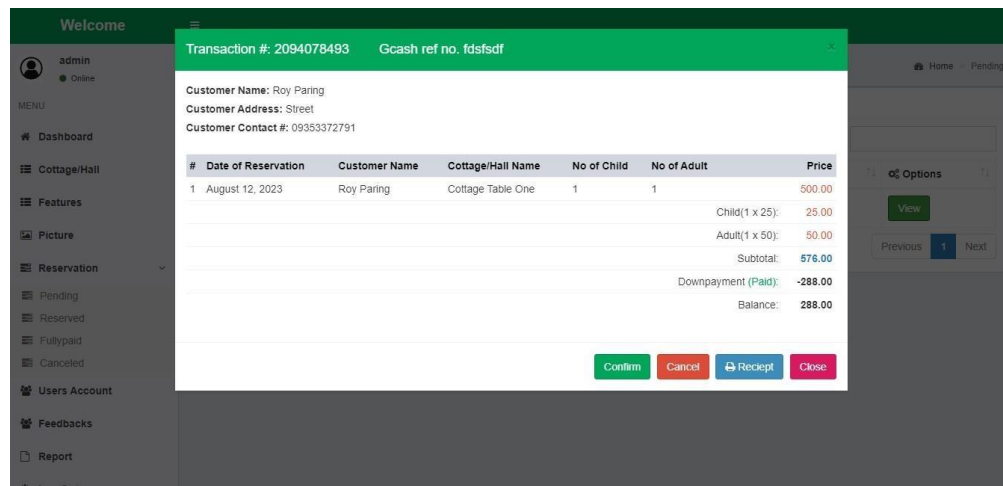 Welcome
admin
Online
MENU
Dashboard
Cottage/Hall
Features
Picture
Reservation
Pending
Reserved
Fullypaid
Canceled
Users Account
Feedbacks
Report
Home Pending
Transaction #: 2094078493 Gcash ref no. fdsfsdf ×
Customer Name: Roy Paring
Customer Address: Street
Customer Contact #: 09353372791
# Date of Reservation Customer Name Cottage/Hall Name No of Child No of Adult Price
1 August 12, 2023 Roy Paring Cottage Table One 1 1 500.00
Child(1 x 25): 25.00
Adult(1 x 50): 50.00
Subtotal: 576.00
Downpayment (Paid): -288.00
Balance: 288.00
Confirm Cancel Reciept Close
Options
View
Previous 1 Next